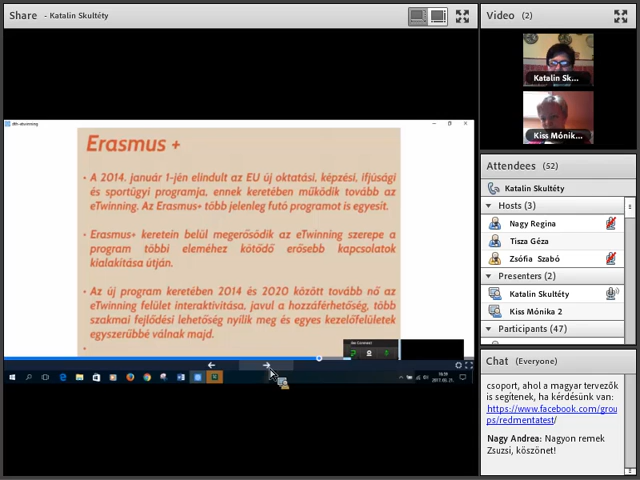 Share - Katalin Skultéty
Erasmus +
• A 2014. január 1-jén elindult az EU új oktatási, képzési, ifjúsági
és sportügyi programja, ennek keretében működik tovább az
eTwinning. Az Erasmus+ több jelenleg futó programot is egyesít.
• Erasmus+ keretein belül megerősödik az eTwinning szerepe a
program többi eleméhez kötődő erősebb kapcsolatok
kialakítása útján.
• Az új program keretében 2014 és 2020 között tovább nő az
eTwinning felület interaktivitása, javul a hozzáférhetőség, több
szakmai fejlődési lehetőség nyílik meg és egyes kezelőfelületek
egyszerűbbé válnak majd.
•
Video (2)
Katalin Sk...
Kiss Mónik...
Attendees (52)
Katalin Skultéty
Hosts (3)
Nagy Regina
Tisza Géza
Zsófia Szabó
Presenters (2)
Katalin Skultéty
Kiss Mónika 2
Participants (47)
Chat (Everyone)
csoport, ahol a magyar tervezők
is segítenek, ha kérdésünk van:
https://www.facebook.com/grou
ps/redmentatest/
Nagy Andrea: Nagyon remek
Zsuzsi, köszönet!